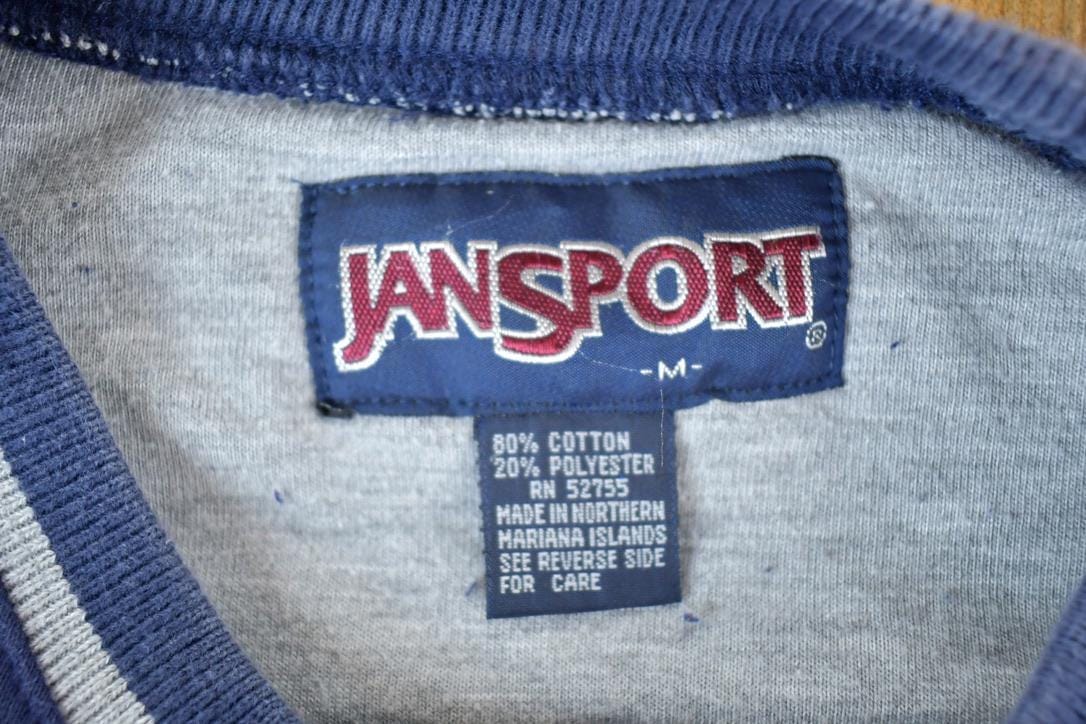 JANSPORT®
-M-
80% COTTON
20% POLYESTER
RN 52755
MADE IN NORTHERN
MARIANA ISLANDS
SEE REVERSE SIDE
FOR CARE